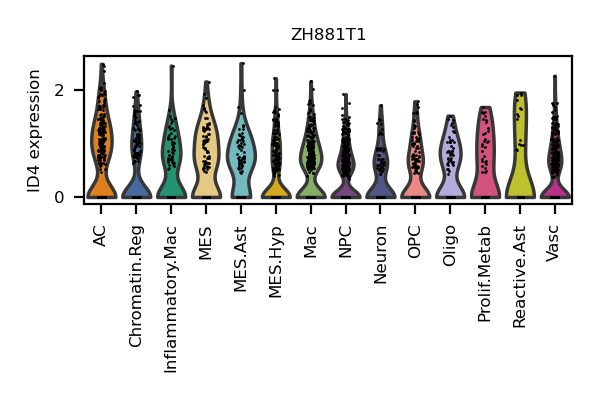 ZH881T1
ID4 expression
2
0
AC
Chromatin.Reg
Inflammatory.Mac
MES
MES.Ast
MES.Hyp
Mac
NPC
Neuron
OPC
Oligo
Prolif.Metab
Reactive.Ast
Vasc